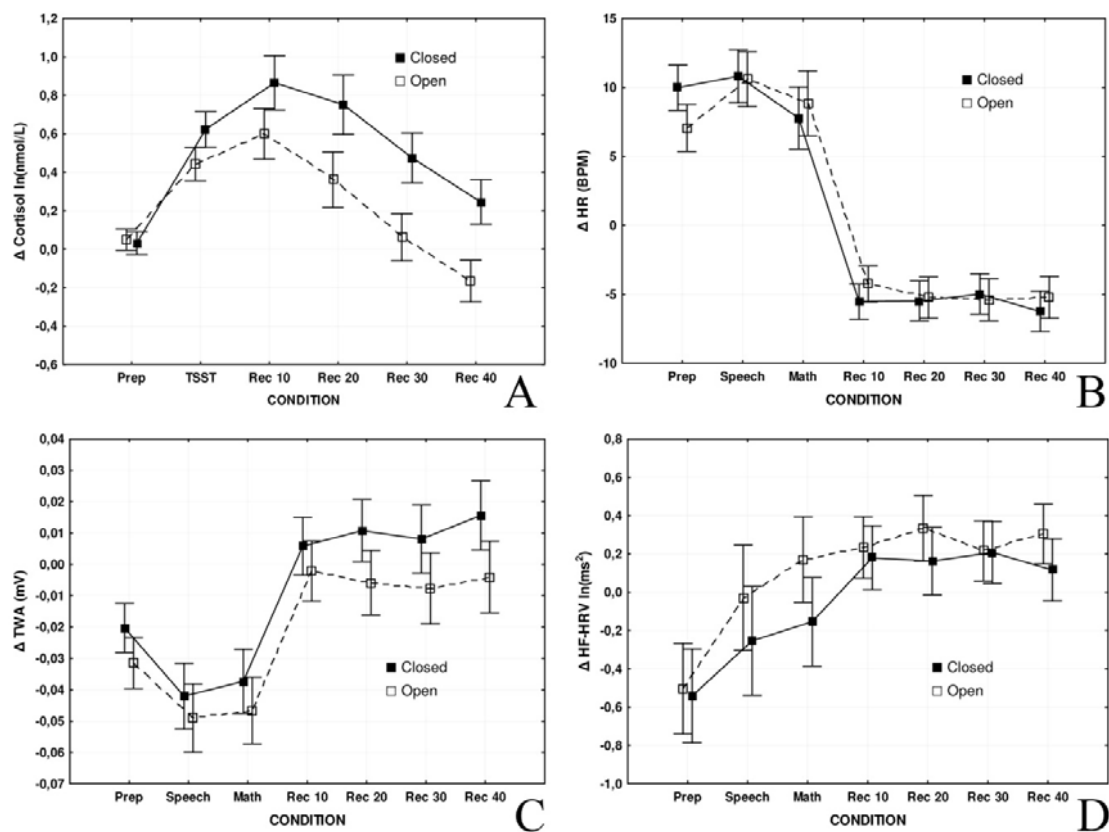 Δ Cortisol ln(nmol/L)
1,2
1,0
0,8
0,6
0,4
0,2
0,0
-0,2
-0,4
-0,6
Closed
Open
Prep TSST Rec 10 Rec 20 Rec 30 Rec 40
CONDITION
A
Δ HR (BPM)
15
10
5
0
-5
-10
Closed
Open
Prep Speech Math Rec 10 Rec 20 Rec 30 Rec 40
CONDITION
B
Δ TWA (mV)
0,04
0,03
0,02
0,01
0,00
-0,01
-0,02
-0,03
-0,04
-0,05
-0,06
-0,07
Closed
Open
Prep Speech Math Rec 10 Rec 20 Rec 30 Rec 40
CONDITION
C
Δ HF-HRV ln(ms²)
0,8
0,6
0,4
0,2
0,0
-0,2
-0,4
-0,6
-0,8
-1,0
Closed
Open
Prep Speech Math Rec 10 Rec 20 Rec 30 Rec 40
CONDITION
D